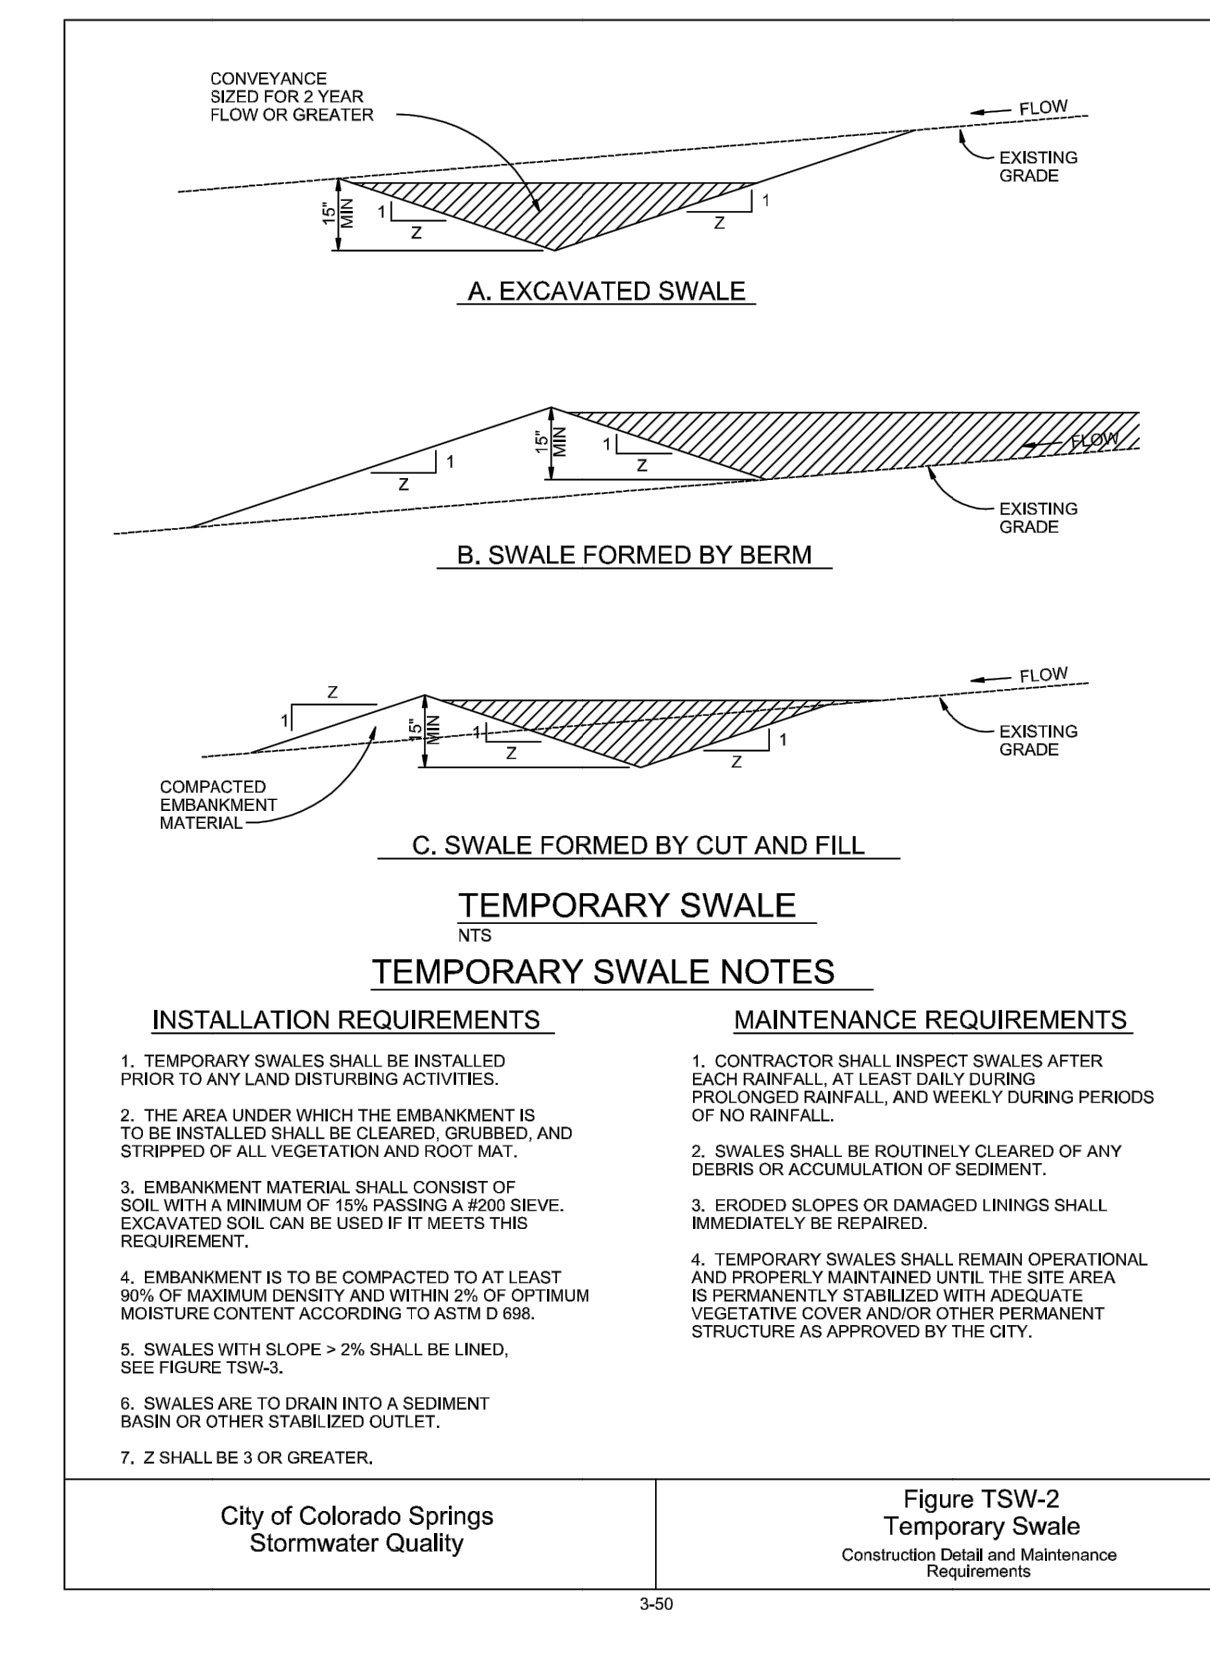 CONVEYANCE
SIZED FOR 2 YEAR
FLOW OR GREATER
FLOW
EXISTING
GRADE
15"
MIN
1
Z
1
Z
A. EXCAVATED SWALE
15"
MIN
1
Z
1
Z
FLOW
EXISTING
GRADE
B. SWALE FORMED BY BERM
FLOW
Z
1
15"
MIN
1
Z
1
Z
EXISTING
GRADE
COMPACTED
EMBANKMENT
MATERIAL
C. SWALE FORMED BY CUT AND FILL
TEMPORARY SWALE
NTS
TEMPORARY SWALE NOTES
INSTALLATION REQUIREMENTS
1. TEMPORARY SWALES SHALL BE INSTALLED
PRIOR TO ANY LAND DISTURBING ACTIVITIES.
2. THE AREA UNDER WHICH THE EMBANKMENT IS
TO BE INSTALLED SHALL BE CLEARED, GRUBBED, AND
STRIPPED OF ALL VEGETATION AND ROOT MAT.
3. EMBANKMENT MATERIAL SHALL CONSIST OF
SOIL WITH A MINIMUM OF 15% PASSING A #200 SIEVE.
EXCAVATED SOIL CAN BE USED IF IT MEETS THIS
REQUIREMENT.
4. EMBANKMENT IS TO BE COMPACTED TO AT LEAST
90% OF MAXIMUM DENSITY AND WITHIN 2% OF OPTIMUM
MOISTURE CONTENT ACCORDING TO ASTM D 698.
5. SWALES WITH SLOPE > 2% SHALL BE LINED,
SEE FIGURE TSW-3.
6. SWALES ARE TO DRAIN INTO A SEDIMENT
BASIN OR OTHER STABILIZED OUTLET.
7. Z SHALL BE 3 OR GREATER.
MAINTENANCE REQUIREMENTS
1. CONTRACTOR SHALL INSPECT SWALES AFTER
EACH RAINFALL, AT LEAST DAILY DURING
PROLONGED RAINFALL, AND WEEKLY DURING PERIODS
OF NO RAINFALL.
2. SWALES SHALL BE ROUTINELY CLEARED OF ANY
DEBRIS OR ACCUMULATION OF SEDIMENT.
3. ERODED SLOPES OR DAMAGED LININGS SHALL
IMMEDIATELY BE REPAIRED.
4. TEMPORARY SWALES SHALL REMAIN OPERATIONAL
AND PROPERLY MAINTAINED UNTIL THE SITE AREA
IS PERMANENTLY STABILIZED WITH ADEQUATE
VEGETATIVE COVER AND/OR OTHER PERMANENT
STRUCTURE AS APPROVED BY THE CITY.
City of Colorado Springs
Stormwater Quality
Figure TSW-2
Temporary Swale
Construction Detail and Maintenance
Requirements
3-50